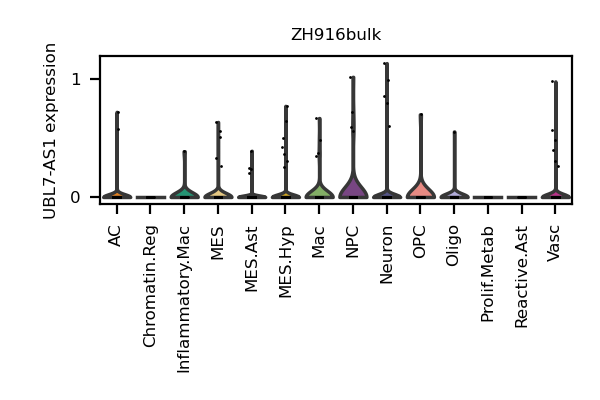 ZH916bulk
UBL7-AS1 expression
1
0
AC
Chromatin.Reg
Inflammatory.Mac
MES
MES.Ast
MES.Hyp
Mac
NPC
Neuron
OPC
Oligo
Prolif.Metab
Reactive.Ast
Vasc